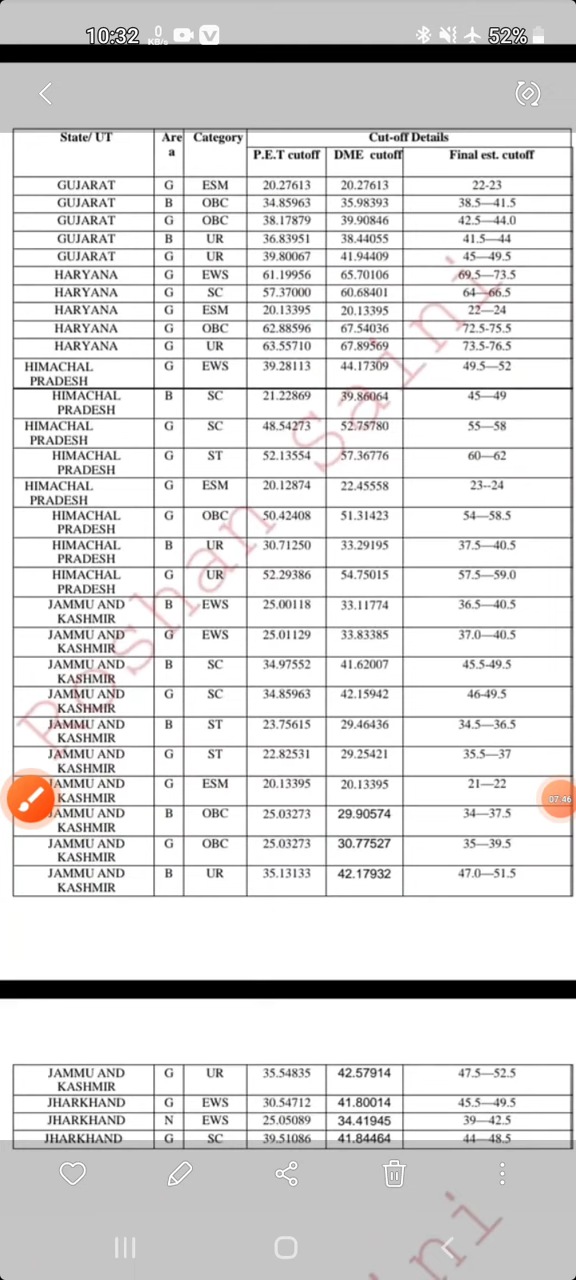 10:32 0 KB/s V 52%
State/ UT Are a Category Cut-off Details
P.E.T cutoff DME cutoff Final est. cutoff
GUJARAT G ESM 20.27613 20.27613 22-23
GUJARAT B OBC 34.85963 35.98393 38.5—41.5
GUJARAT G OBC 38.17879 39.90846 42.5—44.0
GUJARAT B UR 36.83951 38.44055 41.5—44
GUJARAT G UR 39.80067 41.94409 45—49.5
HARYANA G EWS 61.19956 65.70106 69.5—73.5
HARYANA G SC 57.37000 60.68401 64—66.5
HARYANA G ESM 20.13395 20.13395 22—24
HARYANA G OBC 62.88596 67.54036 72.5-75.5
HARYANA G UR 63.55710 67.89569 73.5-76.5
HIMACHAL PRADESH G EWS 39.28113 44.17309 49.5—52
HIMACHAL PRADESH B SC 21.22869 39.86064 45—49
HIMACHAL PRADESH G SC 48.54273 52.75780 55—58
HIMACHAL PRADESH G ST 52.13554 57.36776 60—62
HIMACHAL PRADESH G ESM 20.12874 22.45558 23--24
HIMACHAL PRADESH G OBC 50.42408 51.31423 54—58.5
HIMACHAL PRADESH B UR 30.71250 33.29195 37.5—40.5
HIMACHAL PRADESH G UR 52.29386 54.75015 57.5—59.0
JAMMU AND KASHMIR B EWS 25.00118 33.11774 36.5—40.5
JAMMU AND KASHMIR G EWS 25.01129 33.83385 37.0—40.5
JAMMU AND KASHMIR B SC 34.97552 41.62007 45.5-49.5
JAMMU AND KASHMIR G SC 34.85963 42.15942 46-49.5
JAMMU AND KASHMIR B ST 23.75615 29.46436 34.5—36.5
JAMMU AND KASHMIR G ST 22.82531 29.25421 35.5—37
JAMMU AND KASHMIR G ESM 20.13395 20.13395 21—22
JAMMU AND KASHMIR B OBC 25.03273 29.90574 34—37.5
JAMMU AND KASHMIR G OBC 25.03273 30.77527 35—39.5
JAMMU AND KASHMIR B UR 35.13133 42.17932 47.0—51.5
07:46
Roshan Saini
JAMMU AND KASHMIR G UR 35.54835 42.57914 47.5—52.5
JHARKHAND G EWS 30.54712 41.80014 45.5—49.5
JHARKHAND N EWS 25.05089 34.41945 39—42.5
JHARKHAND G SC 39.51086 41.84464 44—48.5